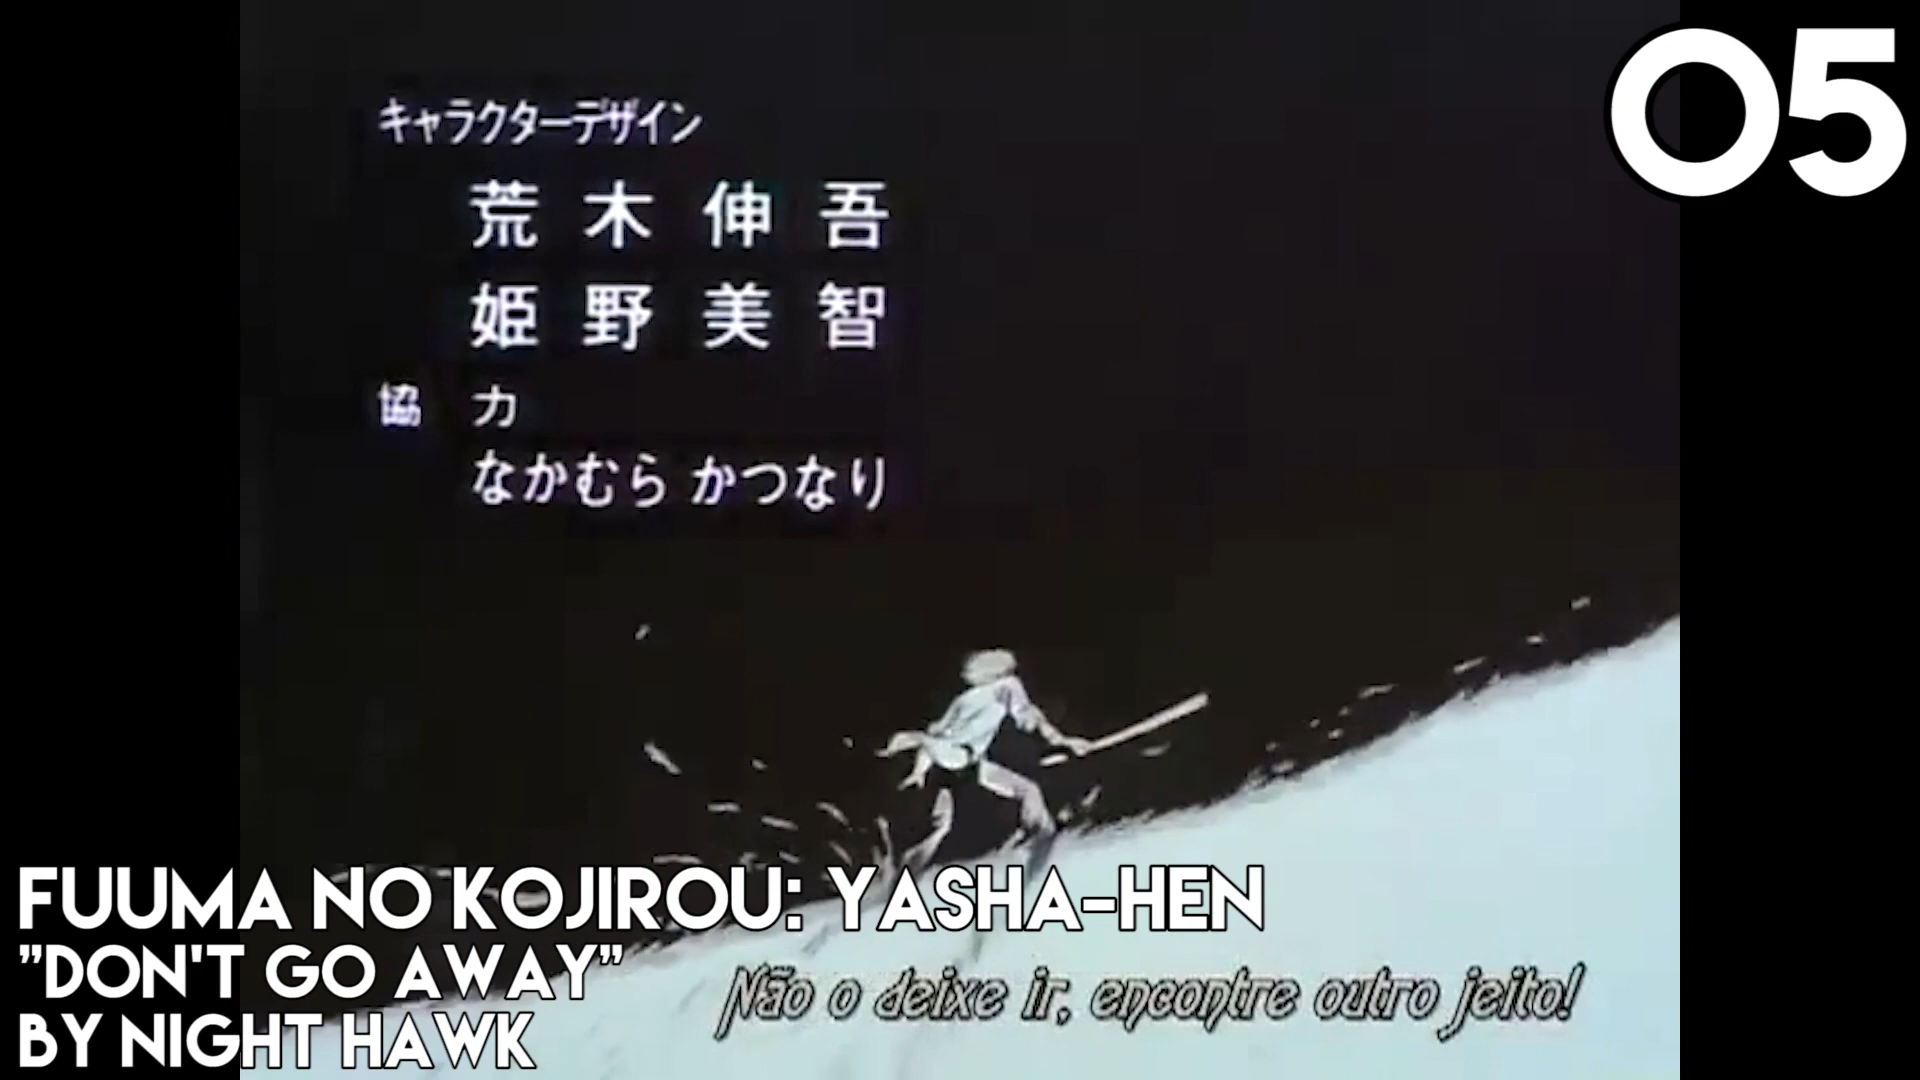 05
キャラクターデザイン
荒木伸吾
姫野美智
協力
なかむら かつなり
FUUMA NO KOJIROU: YASHA-HEN
"DON'T GO AWAY"
BY NIGHT HAWK
Não o deixe ir, encontre outro jeito!